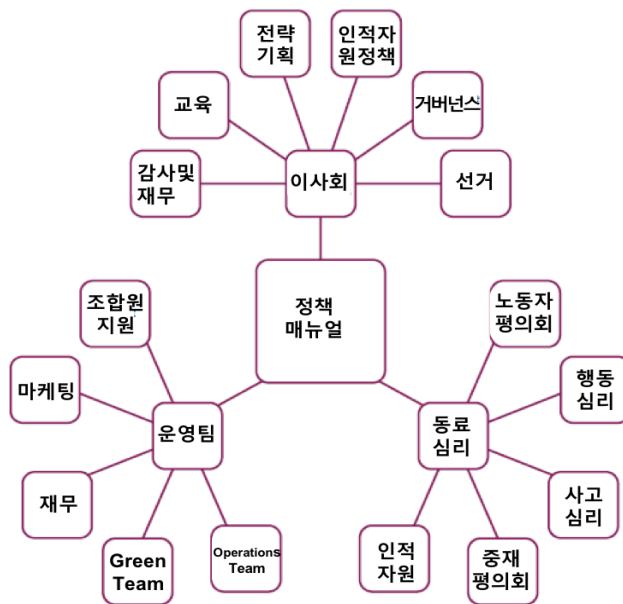 전략
기획
인적자
원정책
교육
거버넌스
감사및
재무
이사회
선거
정책
매뉴얼
조합원
지원
노동자
평의회
마케팅
행동
심리
운영팀
동료
심리
재무
사고
심리
Green
Team
Operations
Team
인적
자원
중재
평의회